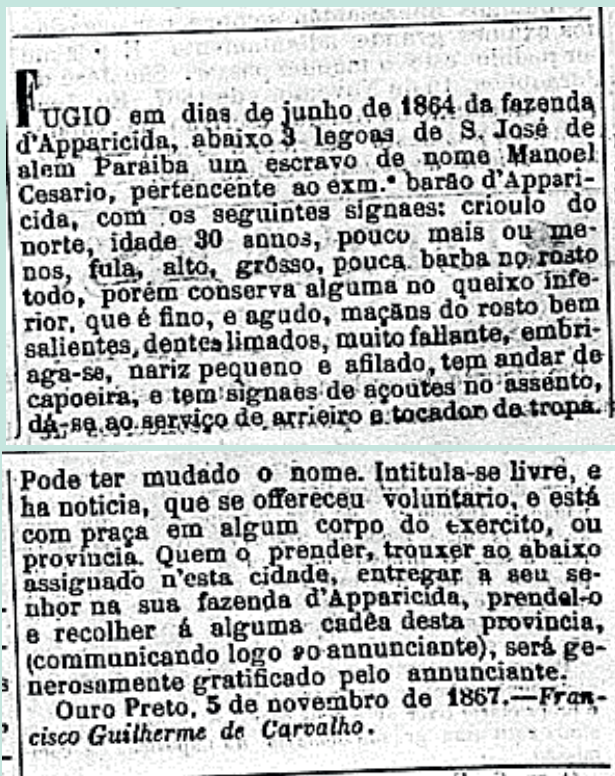 FUGIO em dias de junho de 1864 da fazenda
d'Apparicida, abaixo 3 legoas de S. José de
alem Paraiba um escravo de nome Manoel
Cesario, pertencente ao exm.º barão d'Appari-
cida, com os seguintes signaes: crioulo do
norte, idade 30 annos, pouco mais ou me-
nos, fula, alto, grosso, pouca barba no rosto
todo, porém conserva alguma no queixo infe-
rior, que é fino, e agudo, maçans do rosto bem
salientes, dentes limados, muito fallante, embri-
aga-se, nariz pequeno e afilado, tem andar de
capoeira, e tem signaes de açoutes no assento,
dá-se ao serviço de arrieiro e tocador de tropa.
Pode ter mudado o nome. Intitula-se livre, e
ha noticia, que se offereceu voluntario, e está
com praça em algum corpo do exercito, ou
provincia. Quem o prender, trouxer ao abaixo
assignado n'esta cidade, entregar a seu se-
nhor na sua fazenda d'Apparicida, prendel-o
e recolher á alguma cadêa desta provincia,
(communicando logo ao annunciante), será ge-
nerosamente gratificado pelo annunciante.
Ouro Preto, 5 de novembro de 1867.—Fran-
cisco Guilherme de Carvalho.